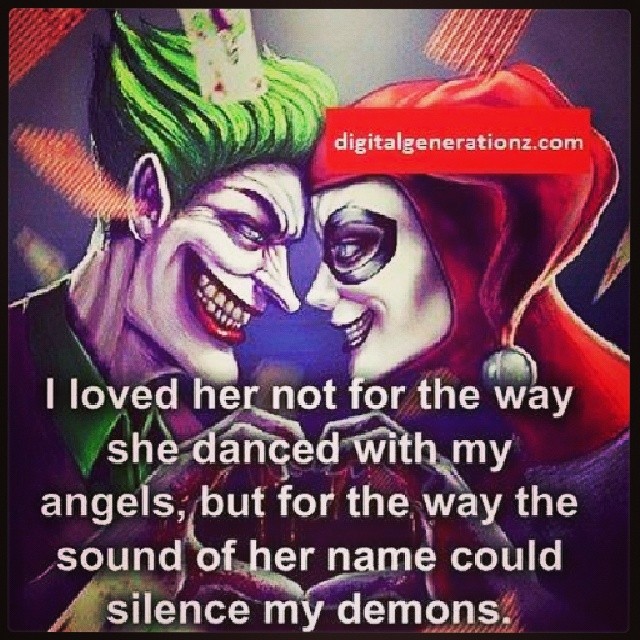 digitalgenerationz.com
I loved her not for the way
she danced with my
angels, but for the way the
sound of her name could
silence my demons.